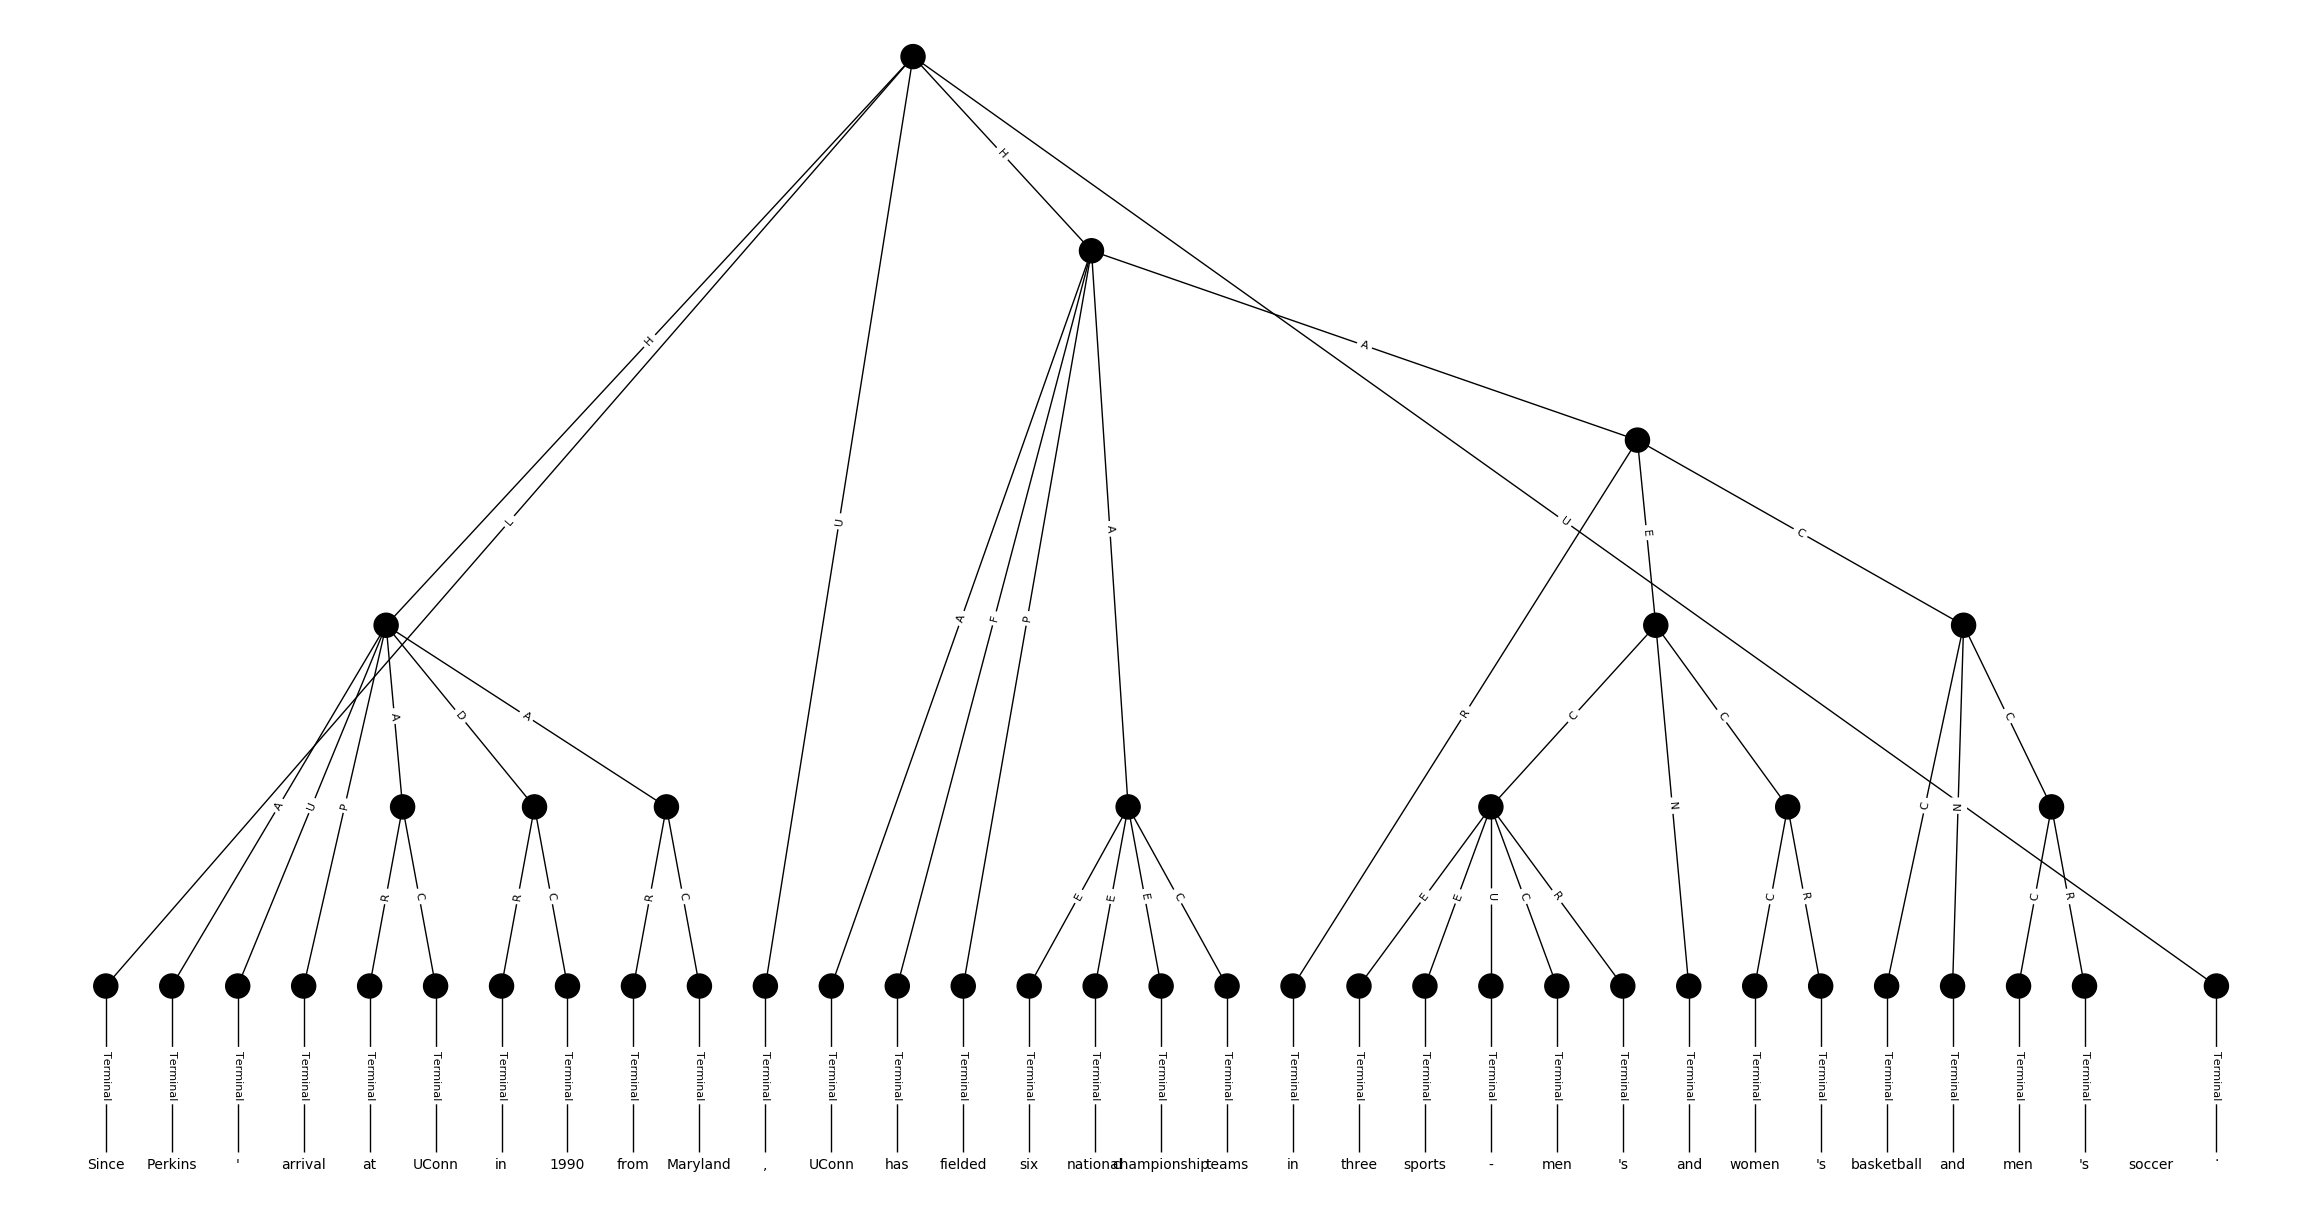 H
H
A
L
U
U
E
C
A
A
F
P
A
R
C
N
C
C
N
C
A
U
P
A
D
A
R
C
R
C
R
C
E
E
E
C
E
E
U
C
R
C
R
C
R
Terminal Terminal Terminal Terminal Terminal Terminal Terminal Terminal Terminal Terminal Terminal Terminal Terminal Terminal Terminal Terminal Terminal Terminal Terminal Terminal Terminal Terminal Terminal Terminal Terminal Terminal Terminal Terminal Terminal Terminal Terminal Terminal
Since Perkins ' arrival at UConn in 1990 from Maryland , UConn has fielded six national championship teams in three sports - men 's and women 's basketball and men 's soccer .